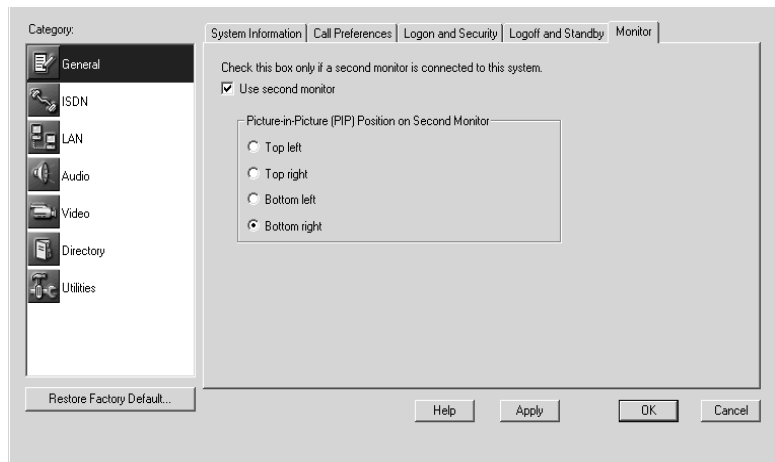 Category:
General
ISDN
LAN
Audio
Video
Directory
Utilities
Restore Factory Default...
System Information
Call Preferences
Logon and Security
Logoff and Standby
Monitor
Check this box only if a second monitor is connected to this system.
Use second monitor
Picture-in-Picture (PIP) Position on Second Monitor
Top left
Top right
Bottom left
Bottom right
Help
Apply
OK
Cancel